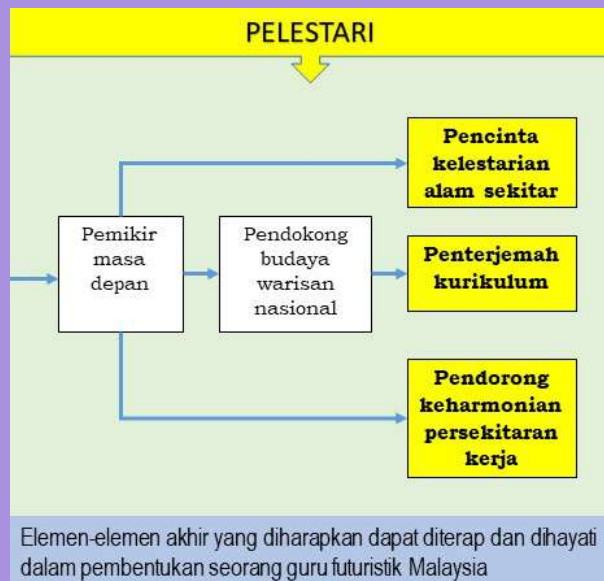 PELESTARI
Pencinta
kelestarian
alam sekitar
Pemikir
masa
depan
Pendokong
budaya
warisan
nasional
Penterjemah
kurikulum
Pendorong
keharmonian
persekitaran
kerja
Elemen-elemen akhir yang diharapkan dapat diterap dan dihayati
dalam pembentukan seorang guru futuristik Malaysia